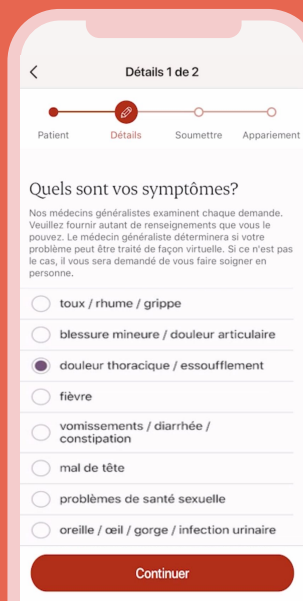 Détails 1 de 2
Patient
Détails
Soumettre
Appariement
Quels sont vos symptômes?
Nos médecins généralistes examinent chaque demande.
Veuillez fournir autant de renseignements que vous le
pouvez. Le médecin généraliste déterminera si votre
problème peut être traité de façon virtuelle. Si ce n'est pas
le cas, il vous sera demandé de vous faire soigner en
personne.
toux / rhume / grippe
blessure mineure / douleur articulaire
douleur thoracique / essoufflement
fièvre
vomissements / diarrhée /
constipation
mal de tête
problèmes de santé sexuelle
oreille / œil / gorge / infection urinaire
Continuer